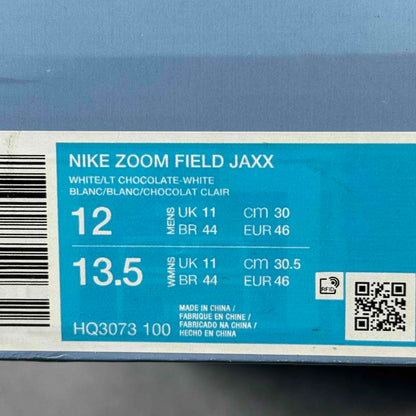 NIKE ZOOM FIELD JAXX
WHITE/LT CHOCOLATE-WHITE
BLANC/BLANC/CHOCOLAT CLAIR
12 MENS UK 11 cm 30
BR 44 EUR 46
13.5 WMNS UK 11 cm 30.5
BR 44 EUR 46
RFID
HQ3073 100
MADE IN CHINA /
FABRIQUE EN CHINE /
FABRICADO NA CHINA /
HECHO EN CHINA